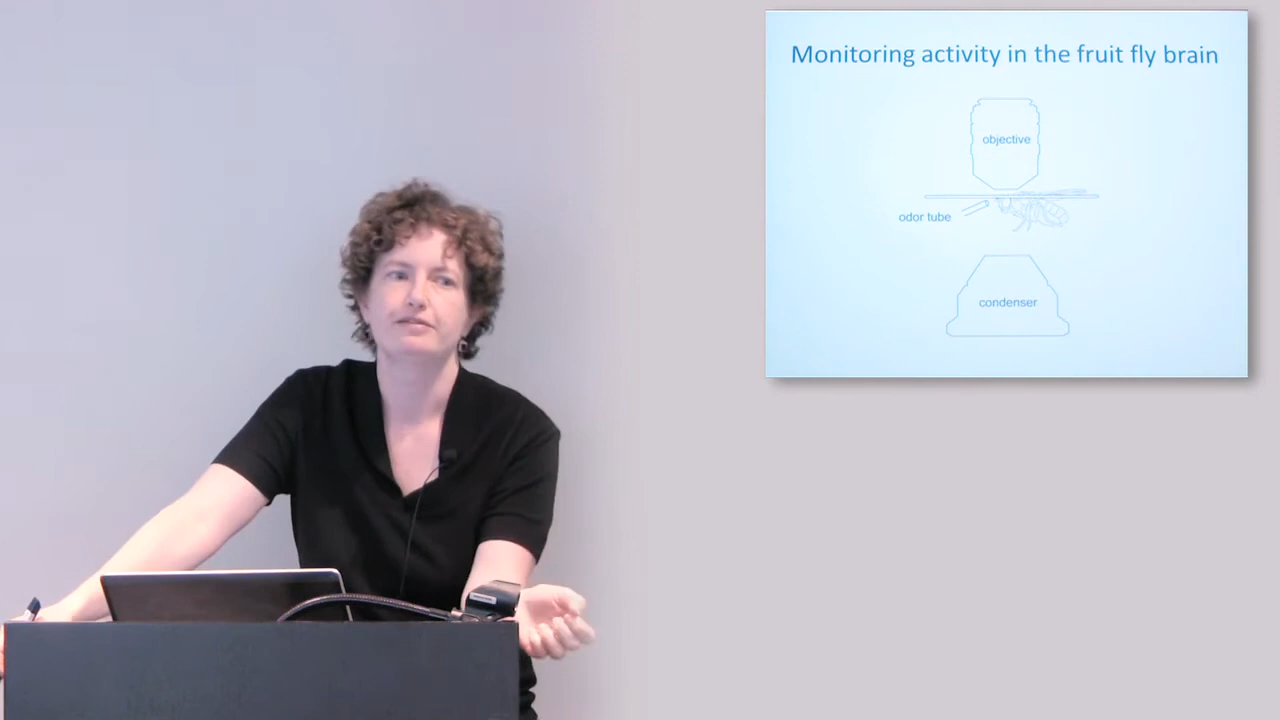 Monitoring activity in the fruit fly brain
objective
odor tube
condenser